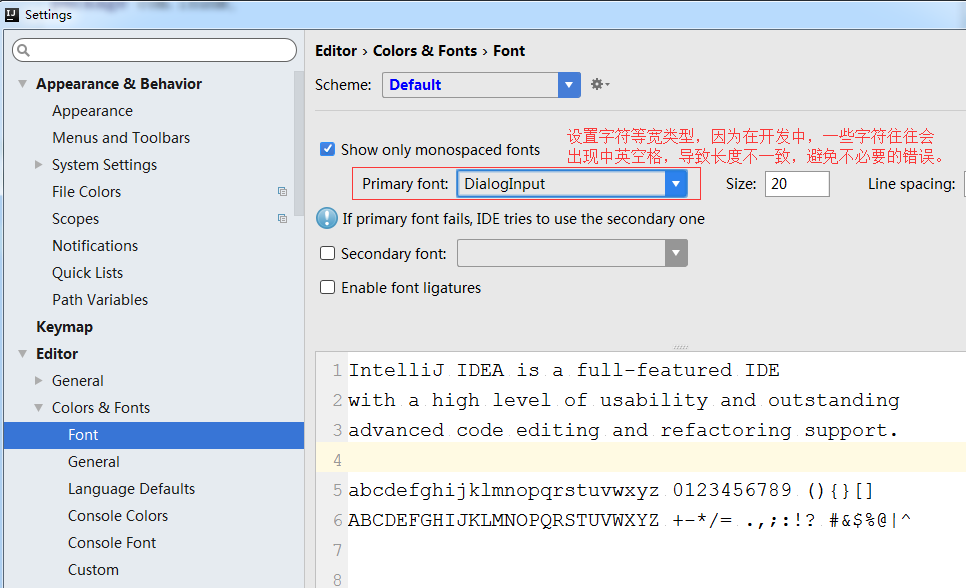 Settings
Appearance & Behavior
Appearance
Menus and Toolbars
System Settings
File Colors
Scopes
Notifications
Quick Lists
Path Variables
Keymap
Editor
General
Colors & Fonts
Font
General
Language Defaults
Console Colors
Console Font
Custom
Editor › Colors & Fonts › Font
Scheme: Default
设置字符等宽类型，因为在开发中，一些字符往往会
出现中英空格，导致长度不一致，避免不必要的错误。
Show only monospaced fonts
Primary font: DialogInput Size: 20 Line spacing:
If primary font fails, IDE tries to use the secondary one
Secondary font:
Enable font ligatures
1 IntelliJ IDEA is a full-featured IDE
2 with a high level of usability and outstanding
3 advanced code editing and refactoring support.
4
5 abcdefghijklmnopqrstuvwxyz 0123456789 (){}[]
6 ABCDEFGHIJKLMNOPQRSTUVWXYZ +-*/= .,;:!? #&$%@|^
7
8